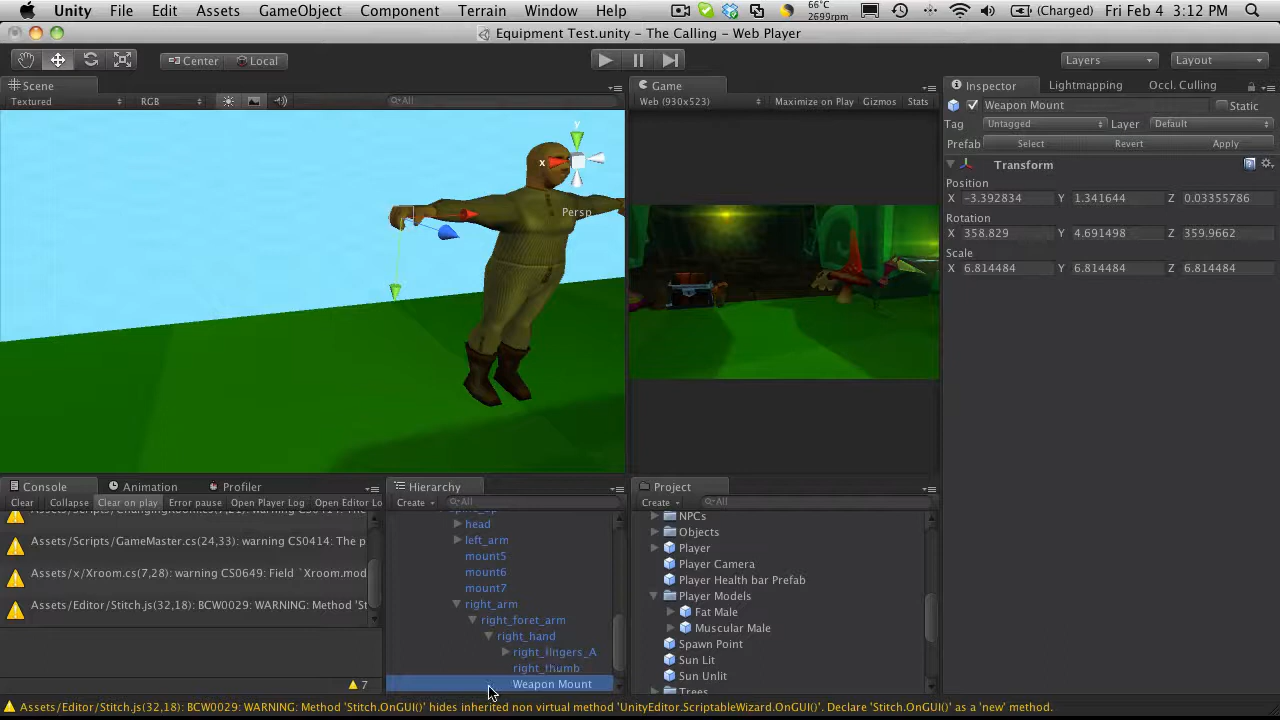 Unity File Edit Assets GameObject Component Terrain Window Help 66°C 2699rpm (Charged) Fri Feb 4 3:12 PM
Equipment Test.unity – The Calling – Web Player
Center Local Layers Layout
Scene Game Inspector Lightmapping Occl. Culling
Textured RGB All Web (930x523) Maximize on Play Gizmos Stats
Weapon Mount Static
Tag Untagged Layer Default
Prefab Select Revert Apply
Transform
Position
X -3.392834 Y 1.341644 Z 0.03355786
Rotation
X 358.829 Y 4.691498 Z 359.9662
Scale
X 6.814484 Y 6.814484 Z 6.814484
y
x
Persp
Console Animation Profiler
Clear Collapse Clear on play Error pause Open Player Log Open Editor Lo
Assets/Scripts/ChangingRoom.cs(7,21): warning CS0414: The
Assets/Scripts/GameMaster.cs(24,33): warning CS0414: The p
Assets/x/Xroom.cs(7,28): warning CS0649: Field `Xroom.mod
Assets/Editor/Stitch.js(32,18): BCW0029: WARNING: Method 'St
7
Hierarchy
Create All
head
left_arm
mount5
mount6
mount7
right_arm
right_foret_arm
right_hand
right_fingers_A
right_thumb
Weapon Mount
Project
Create All
NPCs
Objects
Player
Player Camera
Player Health bar Prefab
Player Models
Fat Male
Muscular Male
Spawn Point
Sun Lit
Sun Unlit
Trees
Assets/Editor/Stitch.js(32,18): BCW0029: WARNING: Method 'Stitch.OnGUI()' hides inherited non virtual method 'UnityEditor.ScriptableWizard.OnGUI()'. Declare 'Stitch.OnGUI()' as a 'new' method.